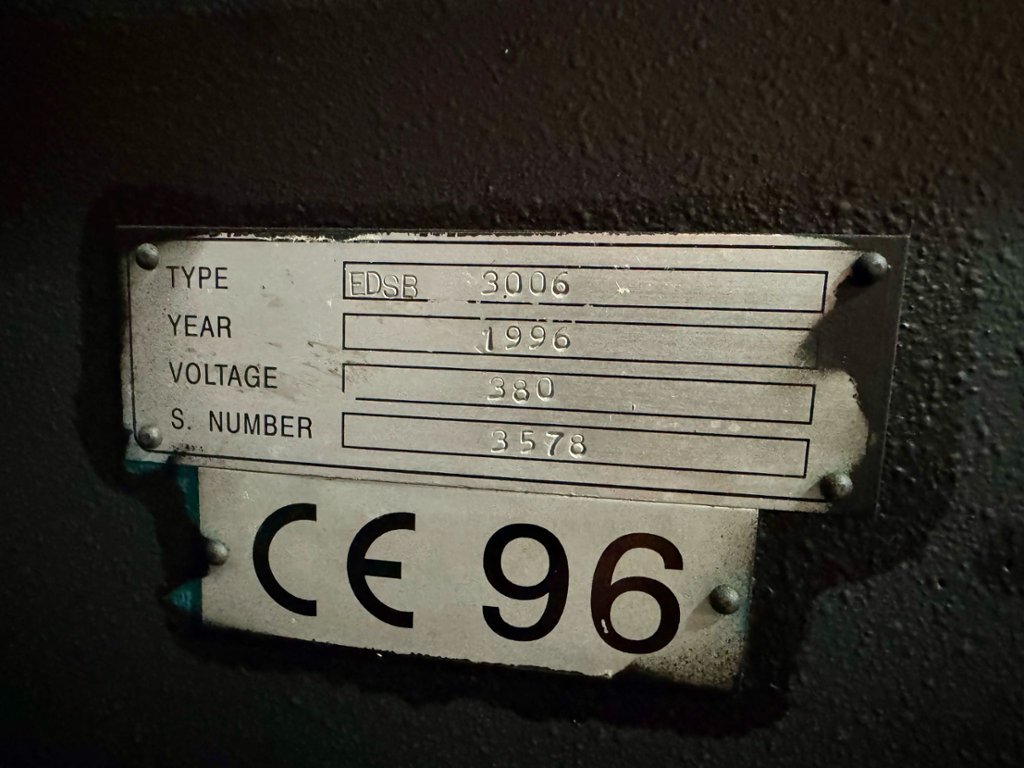 TYPE EDSB 3006
YEAR 1996
VOLTAGE 380
S. NUMBER 3578
CE 96